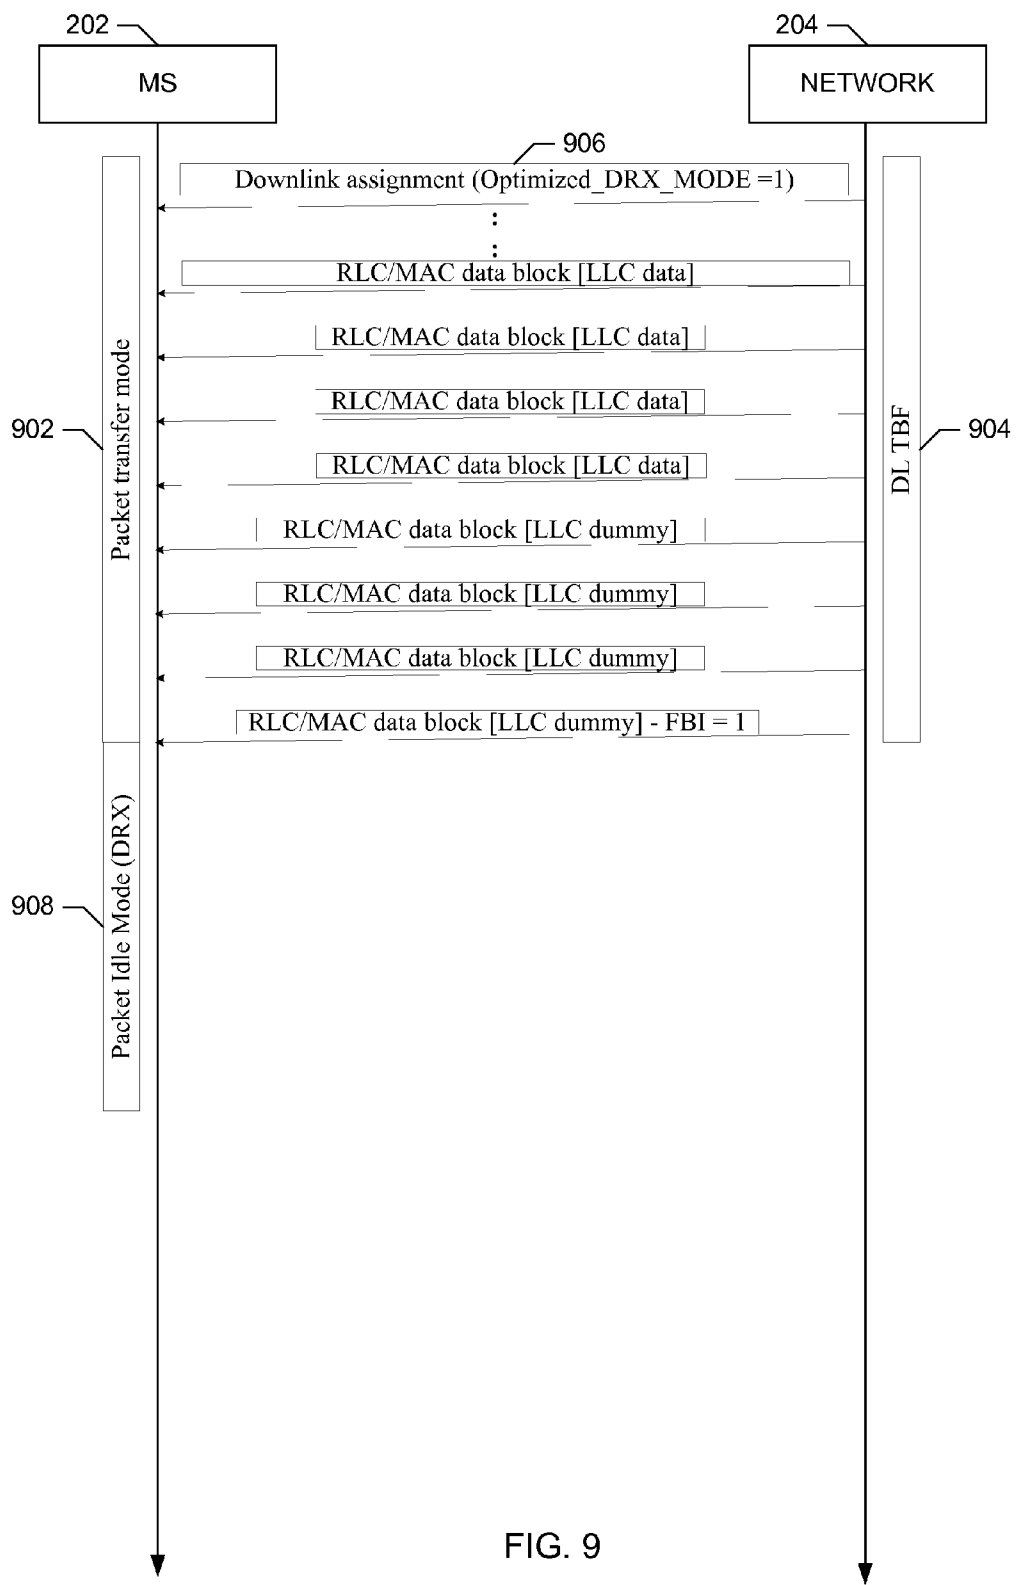 202
204
MS
NETWORK
906
Downlink assignment (Optimized_DRX_MODE =1)
:
:
RLC/MAC data block [LLC data]
RLC/MAC data block [LLC data]
RLC/MAC data block [LLC data]
RLC/MAC data block [LLC data]
RLC/MAC data block [LLC dummy]
RLC/MAC data block [LLC dummy]
RLC/MAC data block [LLC dummy]
RLC/MAC data block [LLC dummy] - FBI = 1
902
Packet transfer mode
DL TBF
904
908
Packet Idle Mode (DRX)
FIG. 9